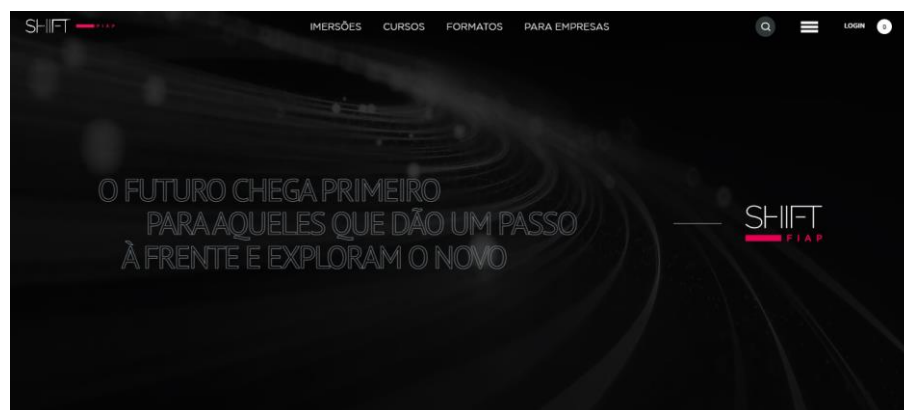 SHIFT FIAP
IMERSÕES CURSOS FORMATOS PARA EMPRESAS
LOGIN 0
O FUTURO CHEGA PRIMEIRO
PARA AQUELES QUE DÃO UM PASSO
À FRENTE E EXPLORAM O NOVO
SHIFT
FIAP